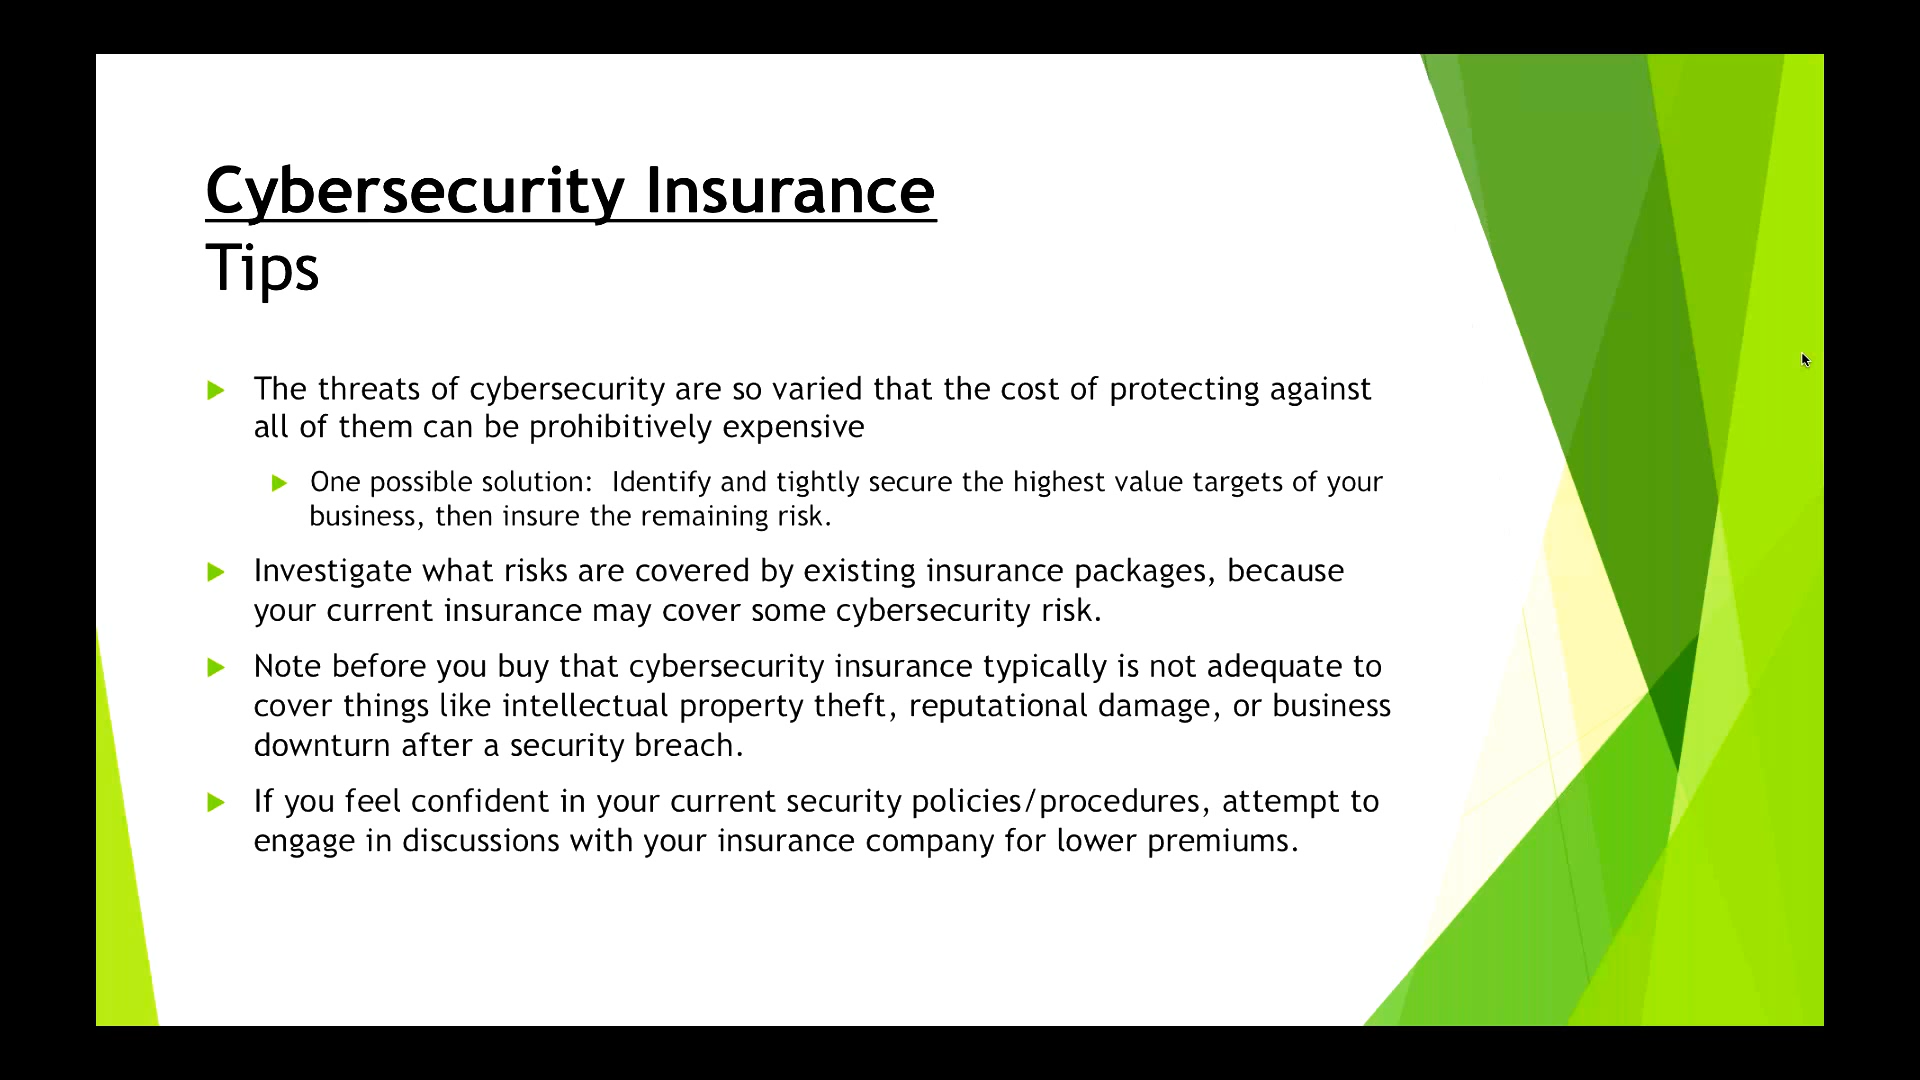 Cybersecurity Insurance
Tips
The threats of cybersecurity are so varied that the cost of protecting against
all of them can be prohibitively expensive
One possible solution:  Identify and tightly secure the highest value targets of your
business, then insure the remaining risk.
Investigate what risks are covered by existing insurance packages, because
your current insurance may cover some cybersecurity risk.
Note before you buy that cybersecurity insurance typically is not adequate to
cover things like intellectual property theft, reputational damage, or business
downturn after a security breach.
If you feel confident in your current security policies/procedures, attempt to
engage in discussions with your insurance company for lower premiums.